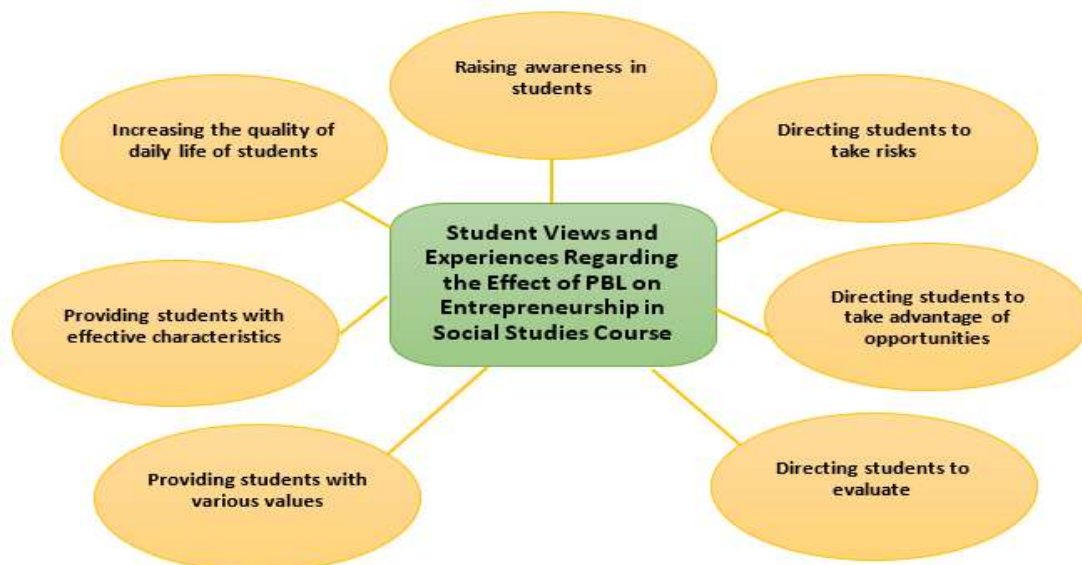 Raising awareness in
students
Increasing the quality of
daily life of students
Directing students to
take risks
Student Views and
Experiences Regarding
the Effect of PBL on
Entrepreneurship in
Social Studies Course
Providing students with
effective characteristics
Directing students to
take advantage of
opportunities
Providing students with
various values
Directing students to
evaluate